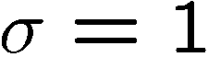 σ = 1